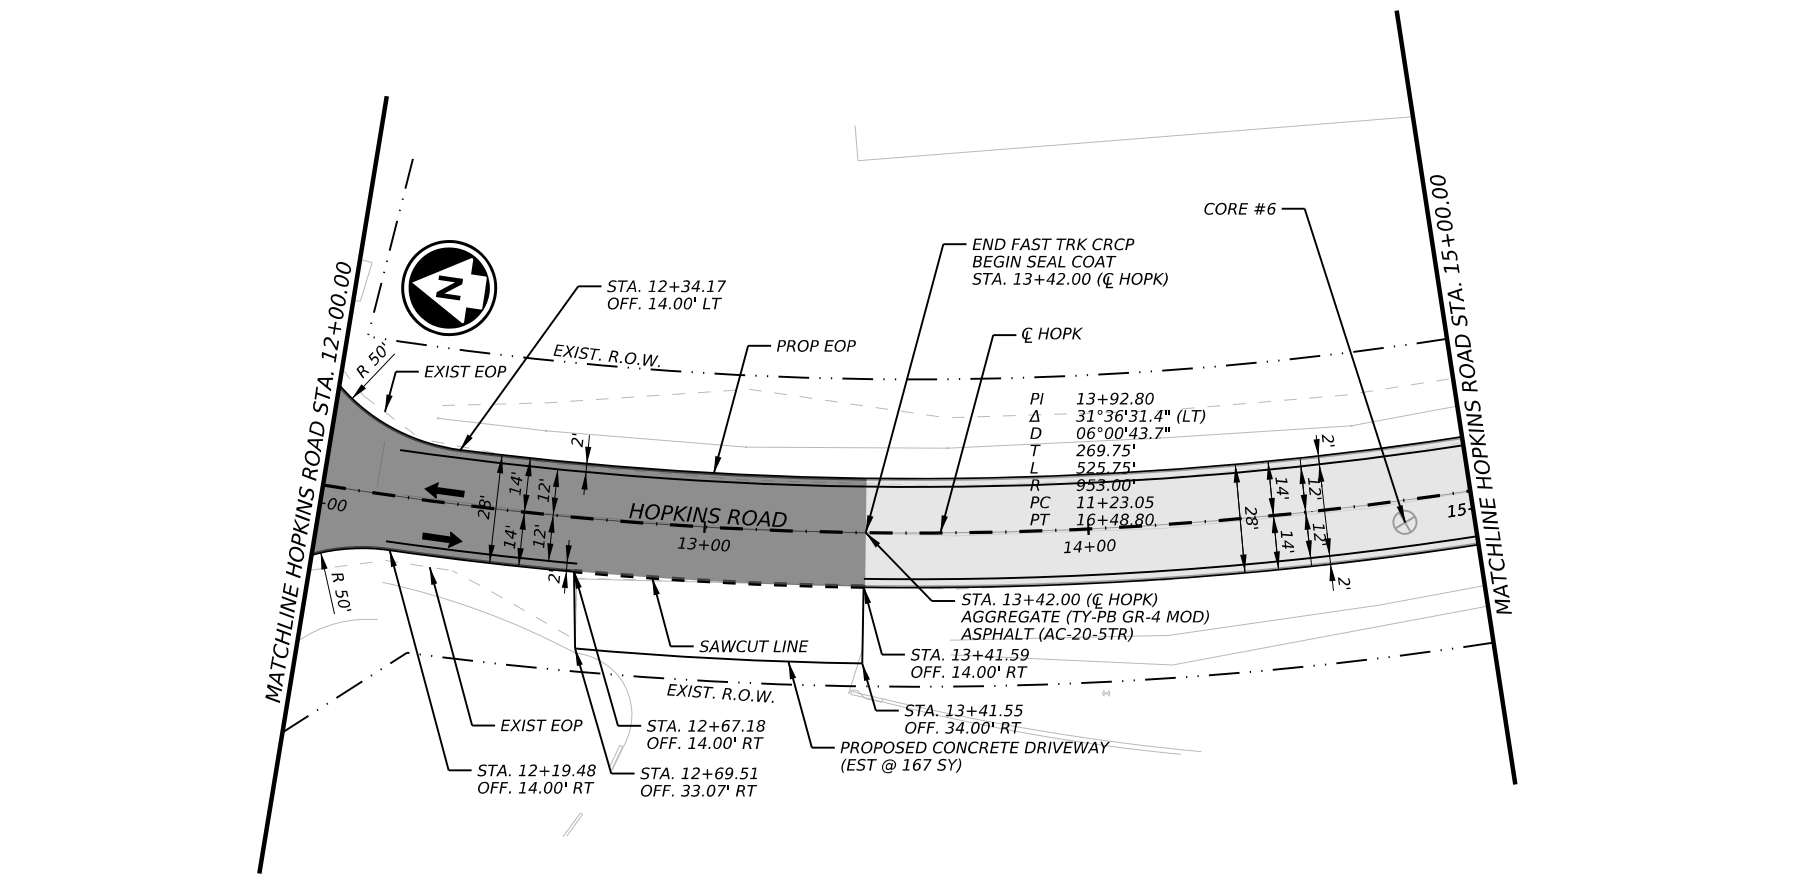 MATCHLINE HOPKINS ROAD STA. 12+00.00
MATCHLINE HOPKINS ROAD STA. 15+00.00
N
CORE #6
END FAST TRK CRCP
BEGIN SEAL COAT
STA. 13+42.00 (℄ HOPK)
STA. 12+34.17
OFF. 14.00' LT
℄ HOPK
PROP EOP
EXIST. R.O.W.
R 50'
EXIST EOP
PI 13+92.80
Δ 31°36'31.4" (LT)
D 06°00'43.7"
T 269.75'
L 525.75'
R 953.00'
PC 11+23.05
PT 16+48.80
2'
14'
12'
28'
14'
12'
2'
HOPKINS ROAD
+00
13+00
14+00
15+
2'
14'
12'
28'
14'
12'
2'
R 50'
STA. 13+42.00 (℄ HOPK)
AGGREGATE (TY-PB GR-4 MOD)
ASPHALT (AC-20-5TR)
SAWCUT LINE
STA. 13+41.59
OFF. 14.00' RT
EXIST. R.O.W.
STA. 13+41.55
OFF. 34.00' RT
EXIST EOP
STA. 12+67.18
OFF. 14.00' RT
PROPOSED CONCRETE DRIVEWAY
(EST @ 167 SY)
STA. 12+19.48
OFF. 14.00' RT
STA. 12+69.51
OFF. 33.07' RT